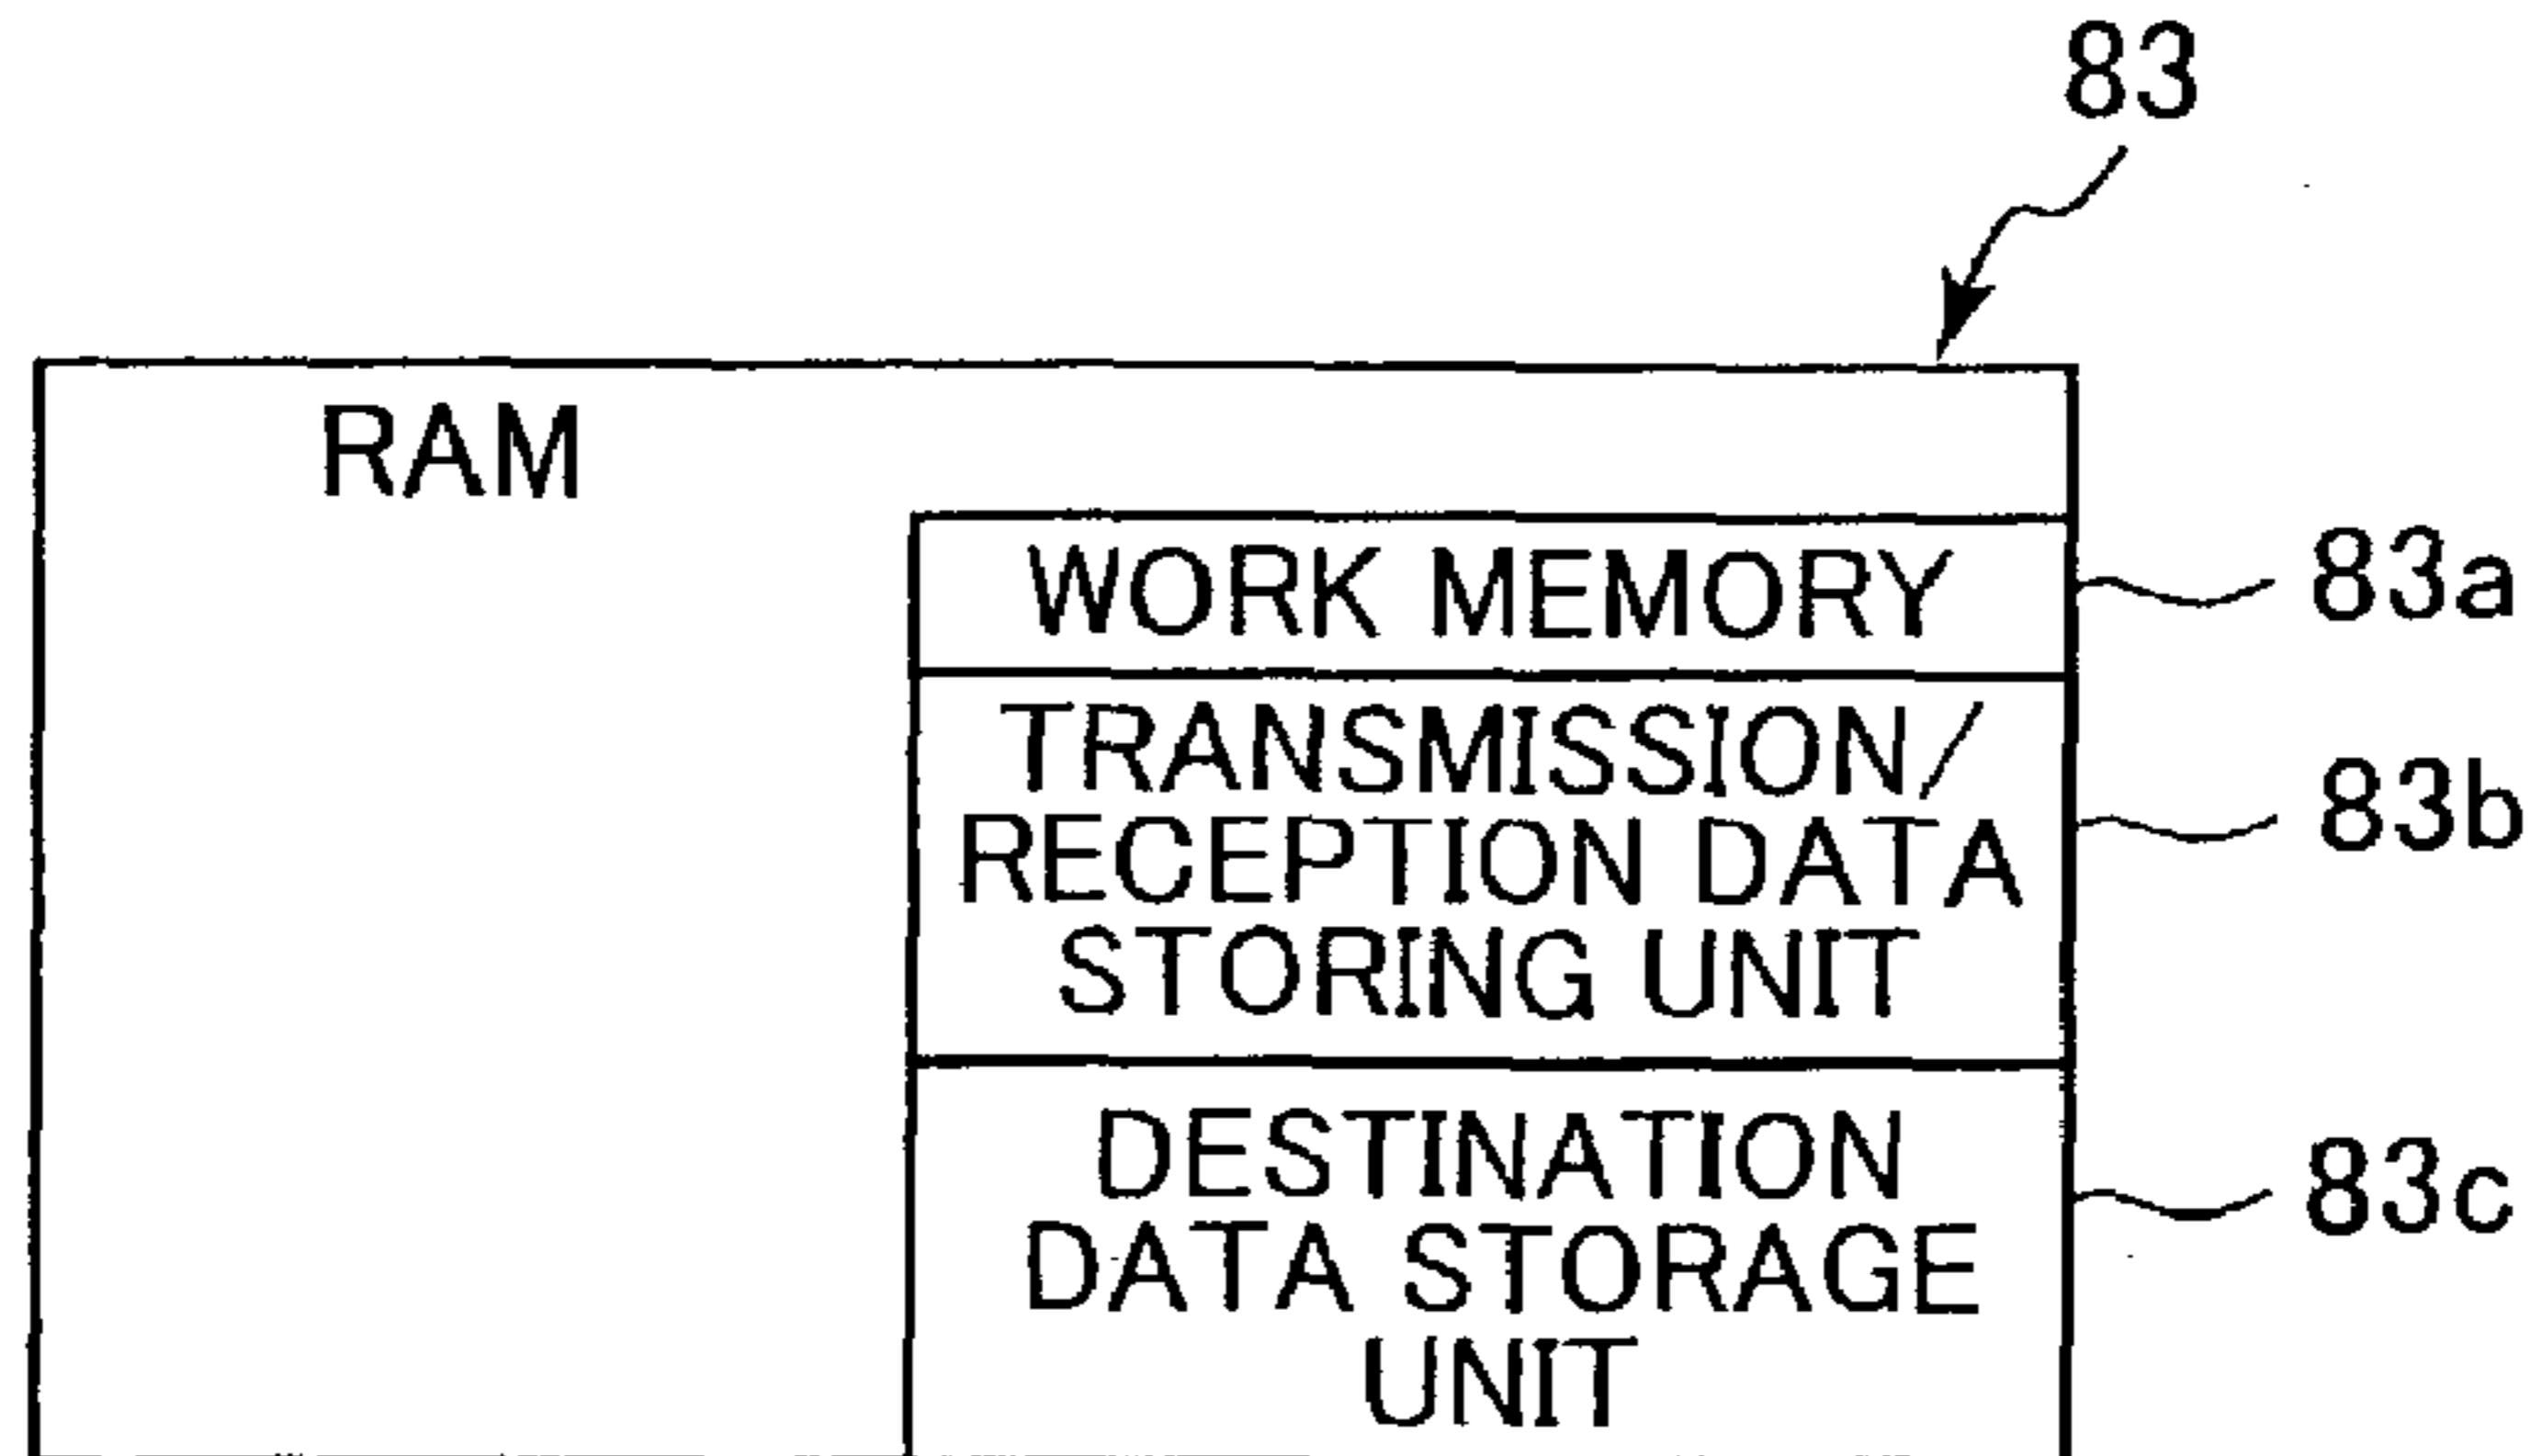 83
RAM
WORK MEMORY
83a
TRANSMISSION/
RECEPTION DATA
STORING UNIT
83b
DESTINATION
DATA STORAGE
UNIT
83c